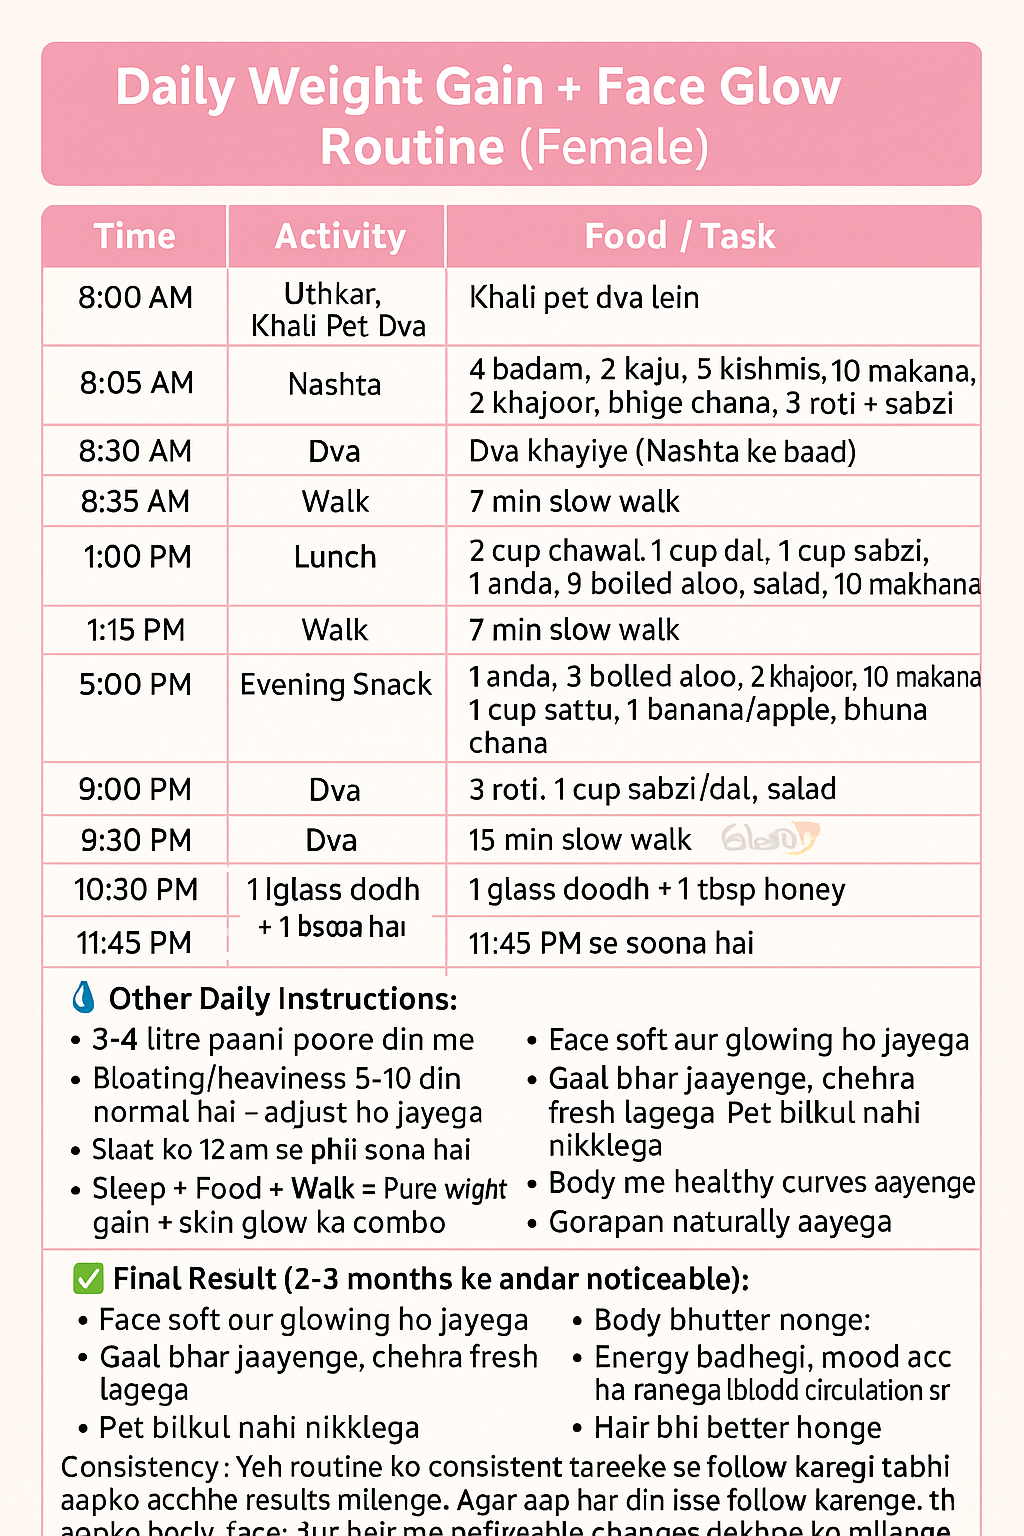 Daily Weight Gain + Face Glow
Routine (Female)
Time Activity Food / Task
8:00 AM Uthkar, Khali pet dva lein
Khali Pet Dva
8:05 AM Nashta 4 badam, 2 kaju, 5 kishmis, 10 makana,
2 khajoor, bhige chana, 3 roti + sabzi
8:30 AM Dva Dva khayiye (Nashta ke baad)
8:35 AM Walk 7 min slow walk
1:00 PM Lunch 2 cup chawal. 1 cup dal, 1 cup sabzi,
1 anda, 9 boiled aloo, salad, 10 makhana
1:15 PM Walk 7 min slow walk
5:00 PM Evening Snack 1 anda, 3 bolled aloo, 2 khajoor, 10 makana
1 cup sattu, 1 banana/apple, bhuna
chana
9:00 PM Dva 3 roti. 1 cup sabzi/dal, salad
9:30 PM Dva 15 min slow walk
10:30 PM 1 lglass dodh 1 glass doodh + 1 tbsp honey
+ 1 hai
11:45 PM 11:45 PM se soona hai
Other Daily Instructions:
• 3-4 litre paani poore din me
• Bloating/heaviness 5-10 din
normal hai – adjust ho jayega
• Slaat ko 12 am se phii sona hai
• Sleep + Food + Walk = Pure wight
gain + skin glow ka combo
• Face soft aur glowing ho jayega
• Gaal bhar jaayenge, chehra
fresh lagega Pet bilkul nahi
nikklega
• Body me healthy curves aayenge
• Gorapan naturally aayega
Final Result (2-3 months ke andar noticeable):
• Face soft our glowing ho jayega
• Gaal bhar jaayenge, chehra fresh
lagega
• Pet bilkul nahi nikklega
• Body bhutter nonge:
• Energy badhegi, mood acc
ha ranega lblodd circulation sr
• Hair bhi better honge
Consistency: Yeh routine ko consistent tareeke se follow karegi tabhi
aapko acchhe results milenge. Agar aap har din isse follow karenge. th
face: me changes dekhne ko